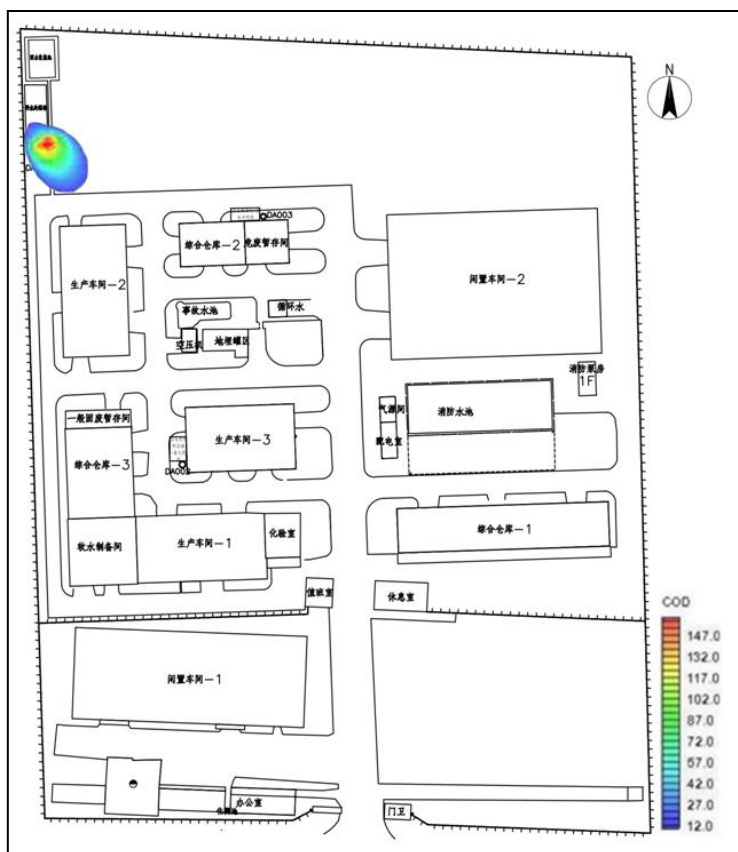 N
DA003
综合仓库-2
危废暂存间
生产车间-2
闲置车间-2
事故水池
循环水
空压机
地埋罐区
消防泵房
1F
一般固废暂存间
气源间
消防水池
生产车间-3
配电室
综合仓库-3
DA002
综合仓库-1
软水制备间
生产车间-1
化验室
值班室
休息室
COD
147.0
132.0
117.0
102.0
87.0
72.0
57.0
42.0
27.0
12.0
闲置车间-1
办公室
门卫